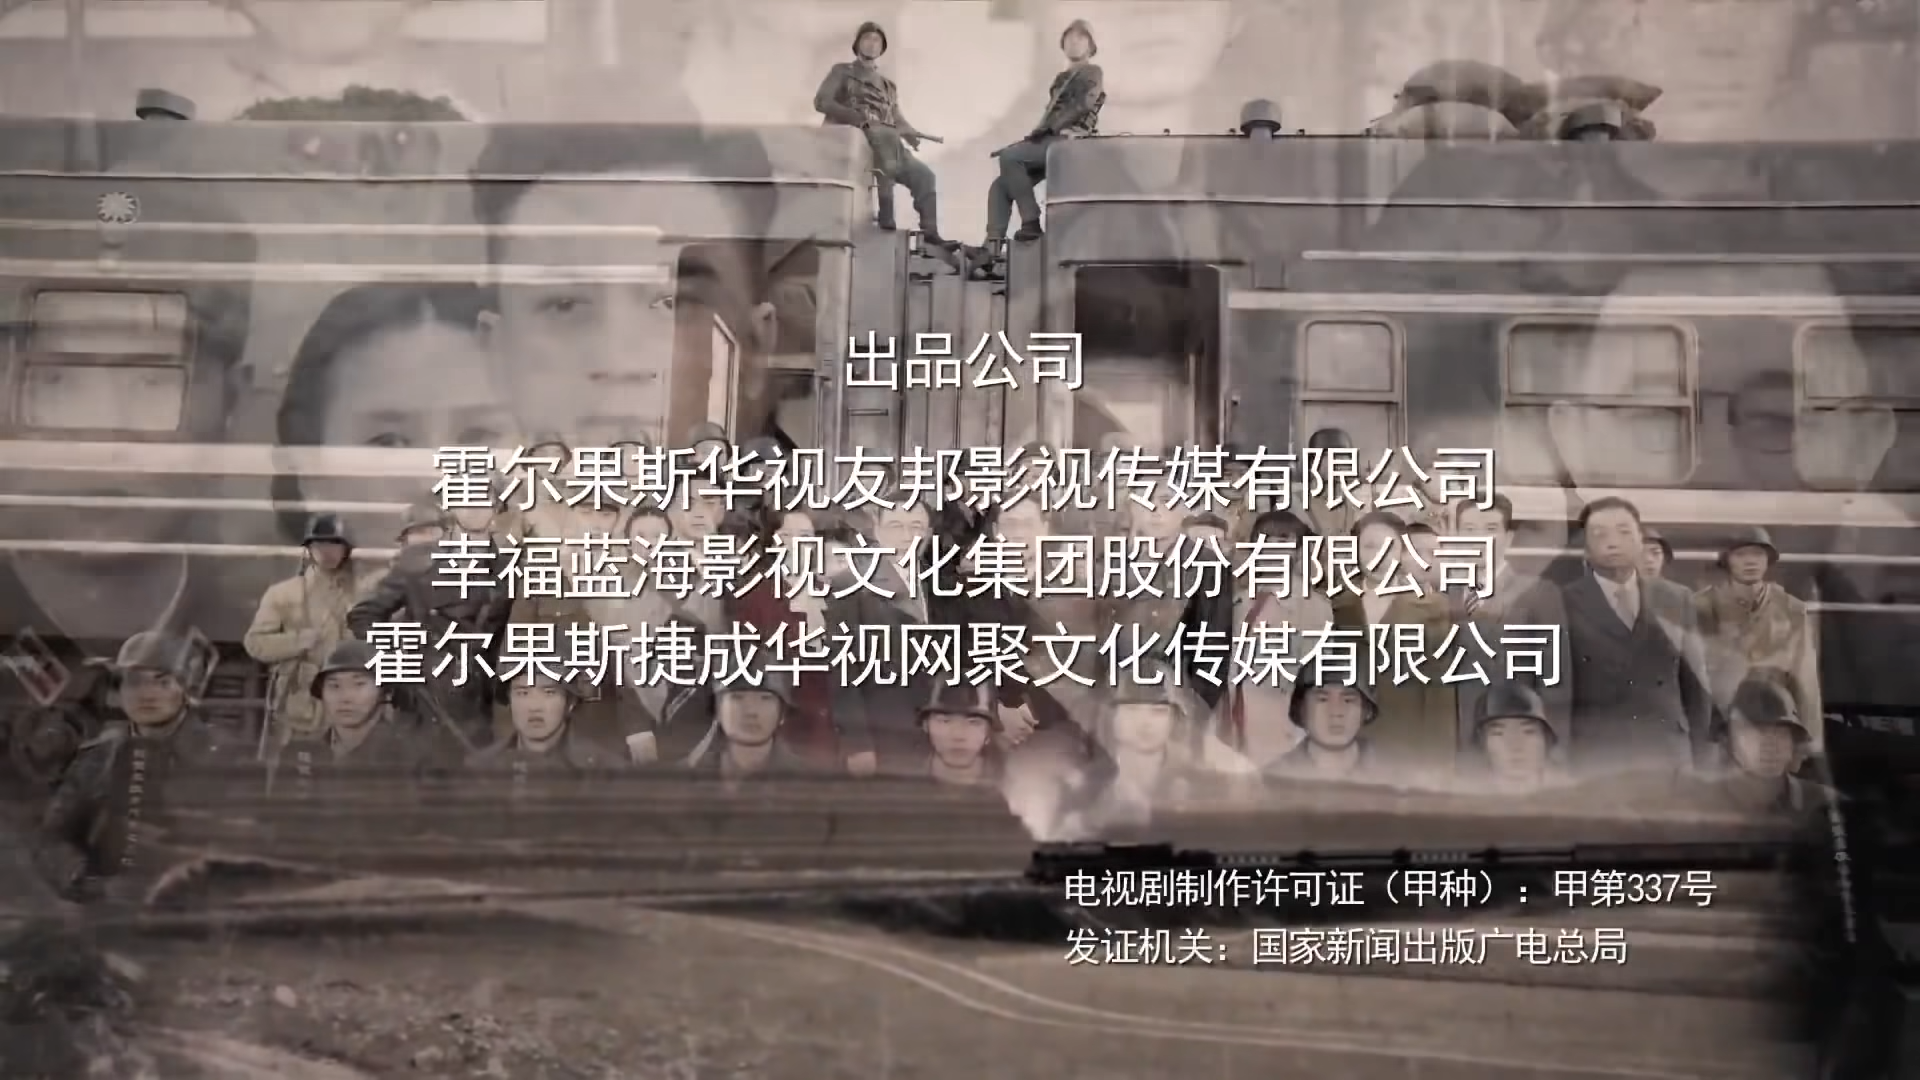 出品公司
霍尔果斯华视友邦影视传媒有限公司
幸福蓝海影视文化集团股份有限公司
霍尔果斯捷成华视网聚文化传媒有限公司
电视剧制作许可证（甲种）：甲第337号
发证机关：国家新闻出版广电总局